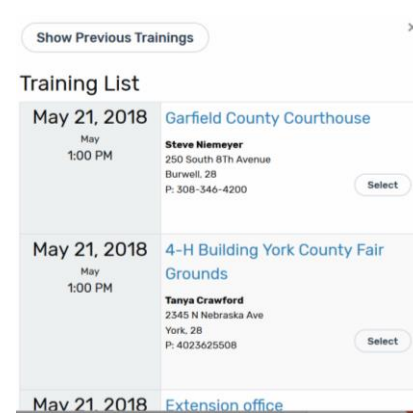 Show Previous Trainings
Training List
May 21, 2018
May
1:00 PM
Garfield County Courthouse
Steve Niemeyer
250 South 8Th Avenue
Burwell, 28
P: 308-346-4200
Select
May 21, 2018
May
1:00 PM
4-H Building York County Fair
Grounds
Tanya Crawford
2345 N Nebraska Ave
York, 28
P: 4023625508
Select
May 21, 2018
Extension office